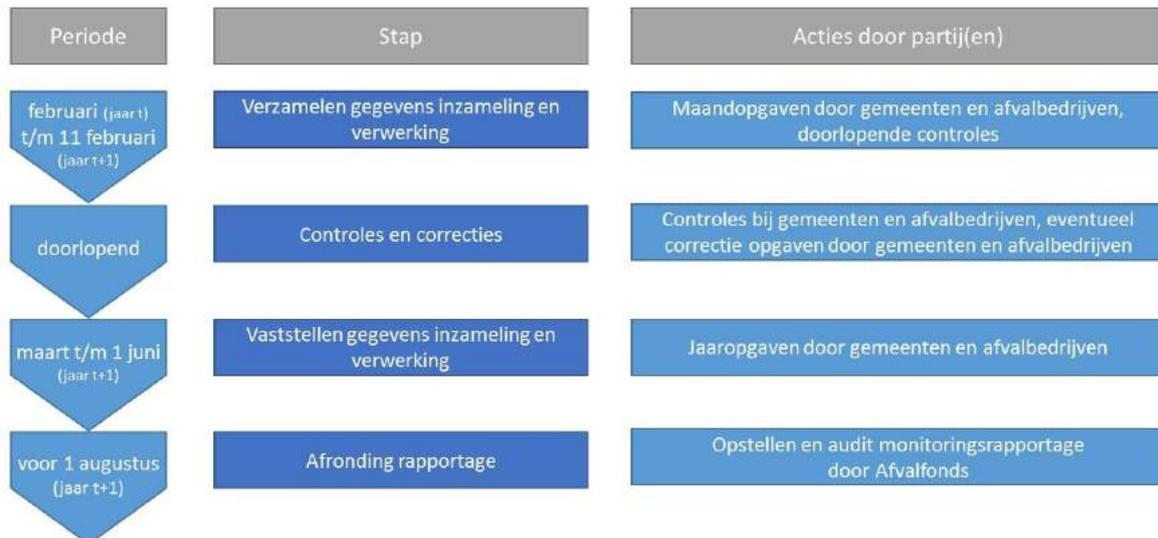 Periode
Stap
Acties door partij(en)
februari (jaar t)
t/m 11 februari
(jaar t+1)
Verzamelen gegevens inzameling en
verwerking
Maandopgaven door gemeenten en afvalbedrijven,
doorlopende controles
doorlopend
Controles en correcties
Controles bij gemeenten en afvalbedrijven, eventueel
correctie opgaven door gemeenten en afvalbedrijven
maart t/m 1 juni
(jaar t+1)
Vaststellen gegevens inzameling en
verwerking
Jaaropgaven door gemeenten en afvalbedrijven
voor 1 augustus
(jaar t+1)
Afronding rapportage
Opstellen en audit monitoringsrapportage
door Afvalfonds